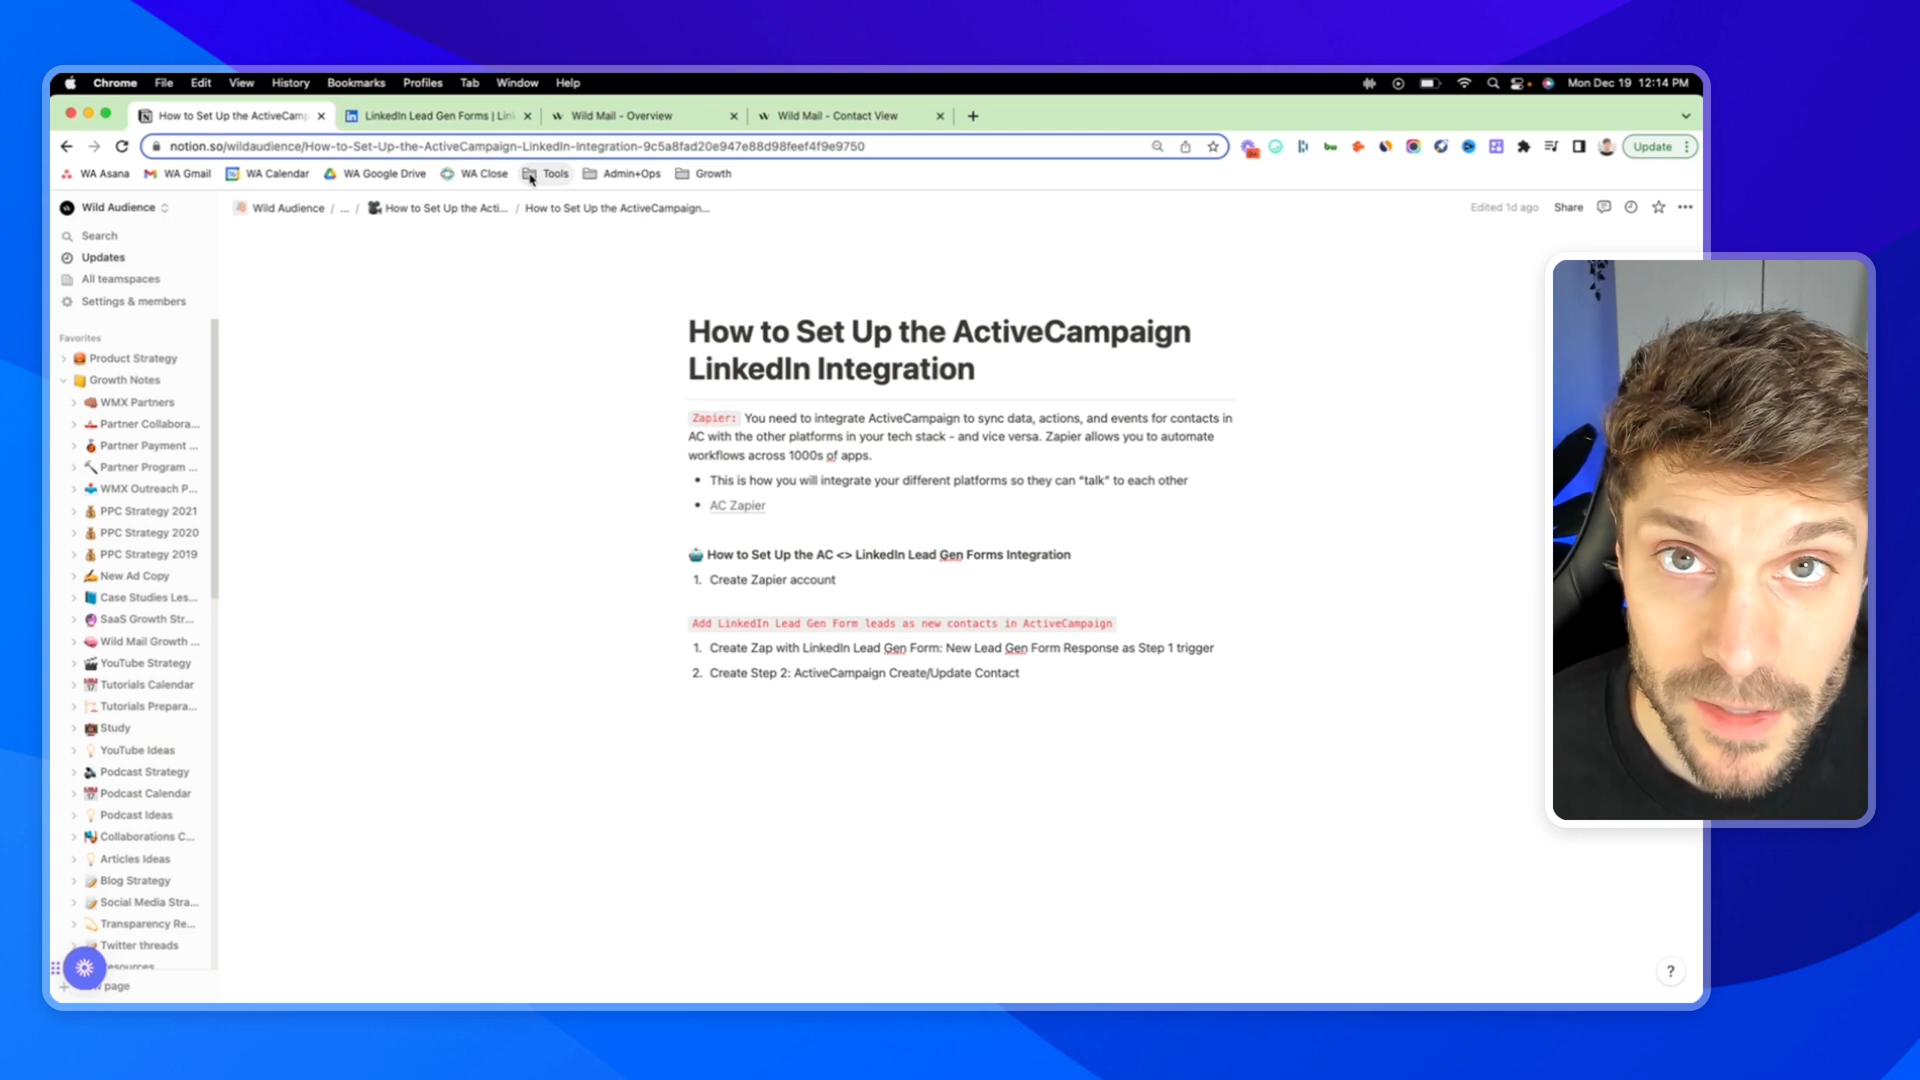 Chrome File Edit View History Bookmarks Profiles Tab Window Help
Mon Dec 19 12:14 PM
How to Set Up the ActiveCamp
LinkedIn Lead Gen Forms | Lin
Wild Mail - Overview
Wild Mail - Contact View
notion.so/wildaudience/How-to-Set-Up-the-ActiveCampaign-LinkedIn-Integration-9c5a8fad20e947e88d98feef4f9e9750
Update
WA Asana
WA Gmail
WA Calendar
WA Google Drive
WA Close
Tools
Admin+Ops
Growth
Wild Audience
Wild Audience / ... / How to Set Up the Acti... / How to Set Up the ActiveCampaign...
Edited 1d ago
Share
Search
Updates
All teamspaces
Settings & members
Favorites
Product Strategy
Growth Notes
WMX Partners
Partner Collabora...
Partner Payment ...
Partner Program ...
WMX Outreach P...
PPC Strategy 2021
PPC Strategy 2020
PPC Strategy 2019
New Ad Copy
Case Studies Les...
SaaS Growth Str...
Wild Mail Growth ...
YouTube Strategy
Tutorials Calendar
Tutorials Prepara...
Study
YouTube Ideas
Podcast Strategy
Podcast Calendar
Podcast Ideas
Collaborations C...
Articles Ideas
Blog Strategy
Social Media Stra...
Transparency Re...
Twitter threads
page
How to Set Up the ActiveCampaign
LinkedIn Integration
Zapier: You need to integrate ActiveCampaign to sync data, actions, and events for contacts in
AC with the other platforms in your tech stack - and vice versa. Zapier allows you to automate
workflows across 1000s of apps.
• This is how you will integrate your different platforms so they can "talk" to each other
• AC Zapier
How to Set Up the AC <> LinkedIn Lead Gen Forms Integration
1. Create Zapier account
Add LinkedIn Lead Gen Form leads as new contacts in ActiveCampaign
1. Create Zap with LinkedIn Lead Gen Form: New Lead Gen Form Response as Step 1 trigger
2. Create Step 2: ActiveCampaign Create/Update Contact
?